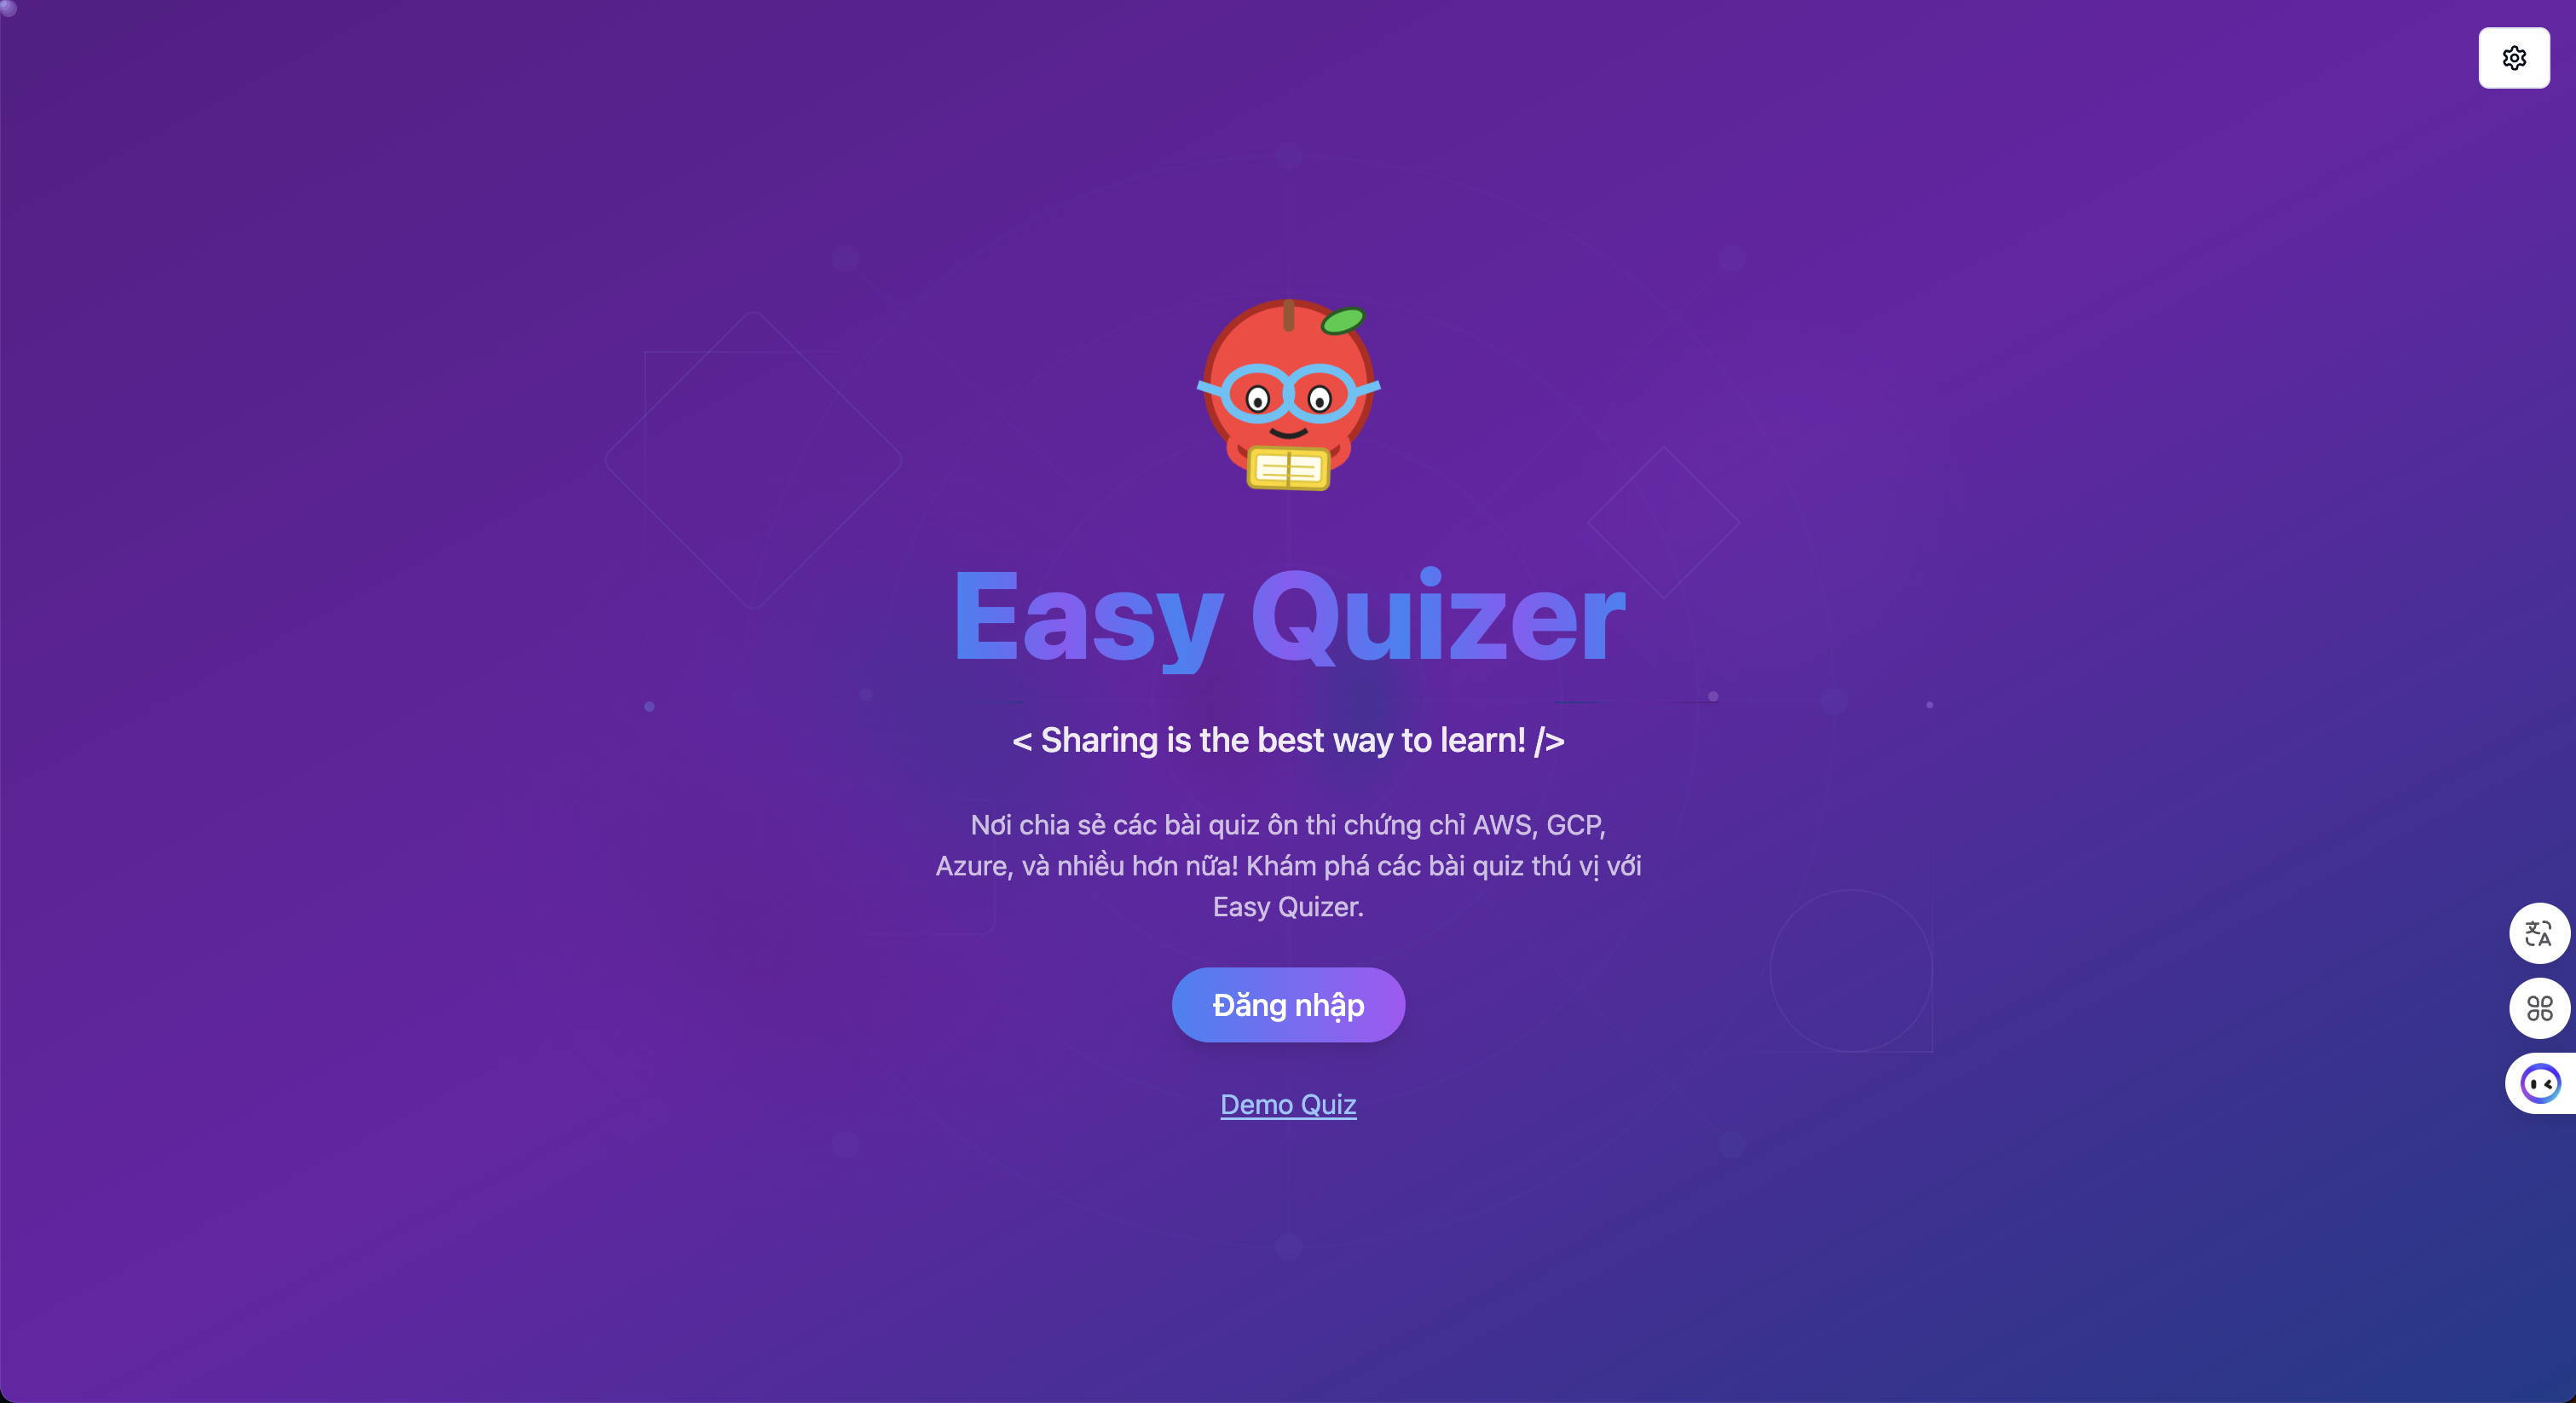 Easy Quizer
< Sharing is the best way to learn! />
Nơi chia sẻ các bài quiz ôn thi chứng chỉ AWS, GCP,
Azure, và nhiều hơn nữa! Khám phá các bài quiz thú vị với
Easy Quizer.
Đăng nhập
Demo Quiz